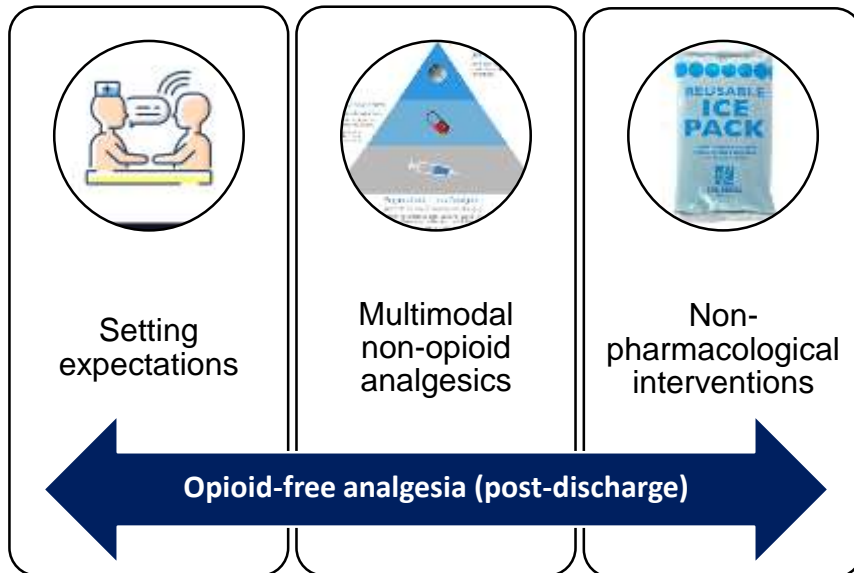 REUSABLE
ICE
PACK
Setting
expectations
Multimodal
non-opioid
analgesics
Non-
pharmacological
interventions
Opioid-free analgesia (post-discharge)